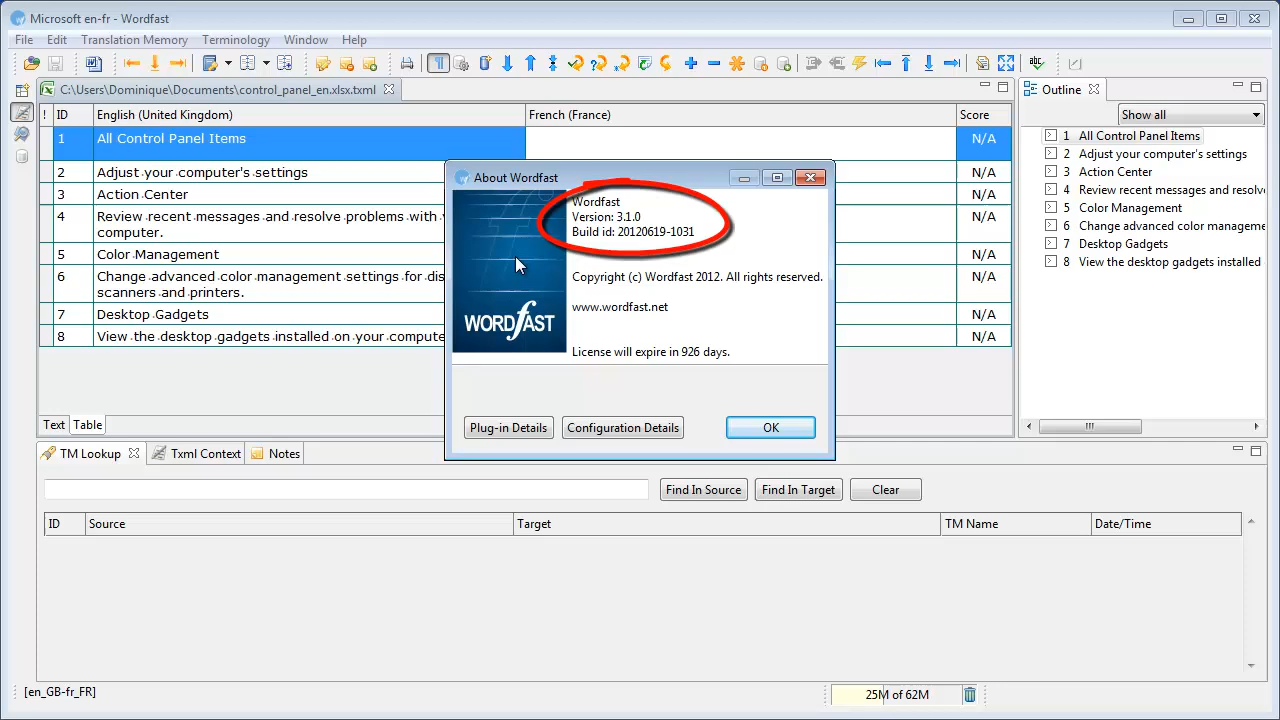 Microsoft en-fr - Wordfast
File Edit Translation Memory Terminology Window Help
C:\Users\Dominique\Documents\control_panel_en.xlsx.txml
! ID English (United Kingdom) French (France) Score
1 All Control Panel Items N/A
2 Adjust your computer's settings N/A
3 Action Center N/A
4 Review recent messages and resolve problems with N/A
computer.
5 Color Management N/A
6 Change advanced color management settings for dis N/A
scanners and printers.
7 Desktop Gadgets N/A
8 View the desktop gadgets installed on your compute N/A
Text Table
Outline
Show all
1 All Control Panel Items
2 Adjust your computer's settings
3 Action Center
4 Review recent messages and resolve
5 Color Management
6 Change advanced color manageme
7 Desktop Gadgets
8 View the desktop gadgets installed
About Wordfast
Wordfast
Version: 3.1.0
Build id: 20120619-1031
Copyright (c) Wordfast 2012. All rights reserved.
www.wordfast.net
License will expire in 926 days.
WORDfAST
Plug-in Details Configuration Details OK
TM Lookup Txml Context Notes
Find In Source Find In Target Clear
ID Source Target TM Name Date/Time
[en_GB-fr_FR] 25M of 62M